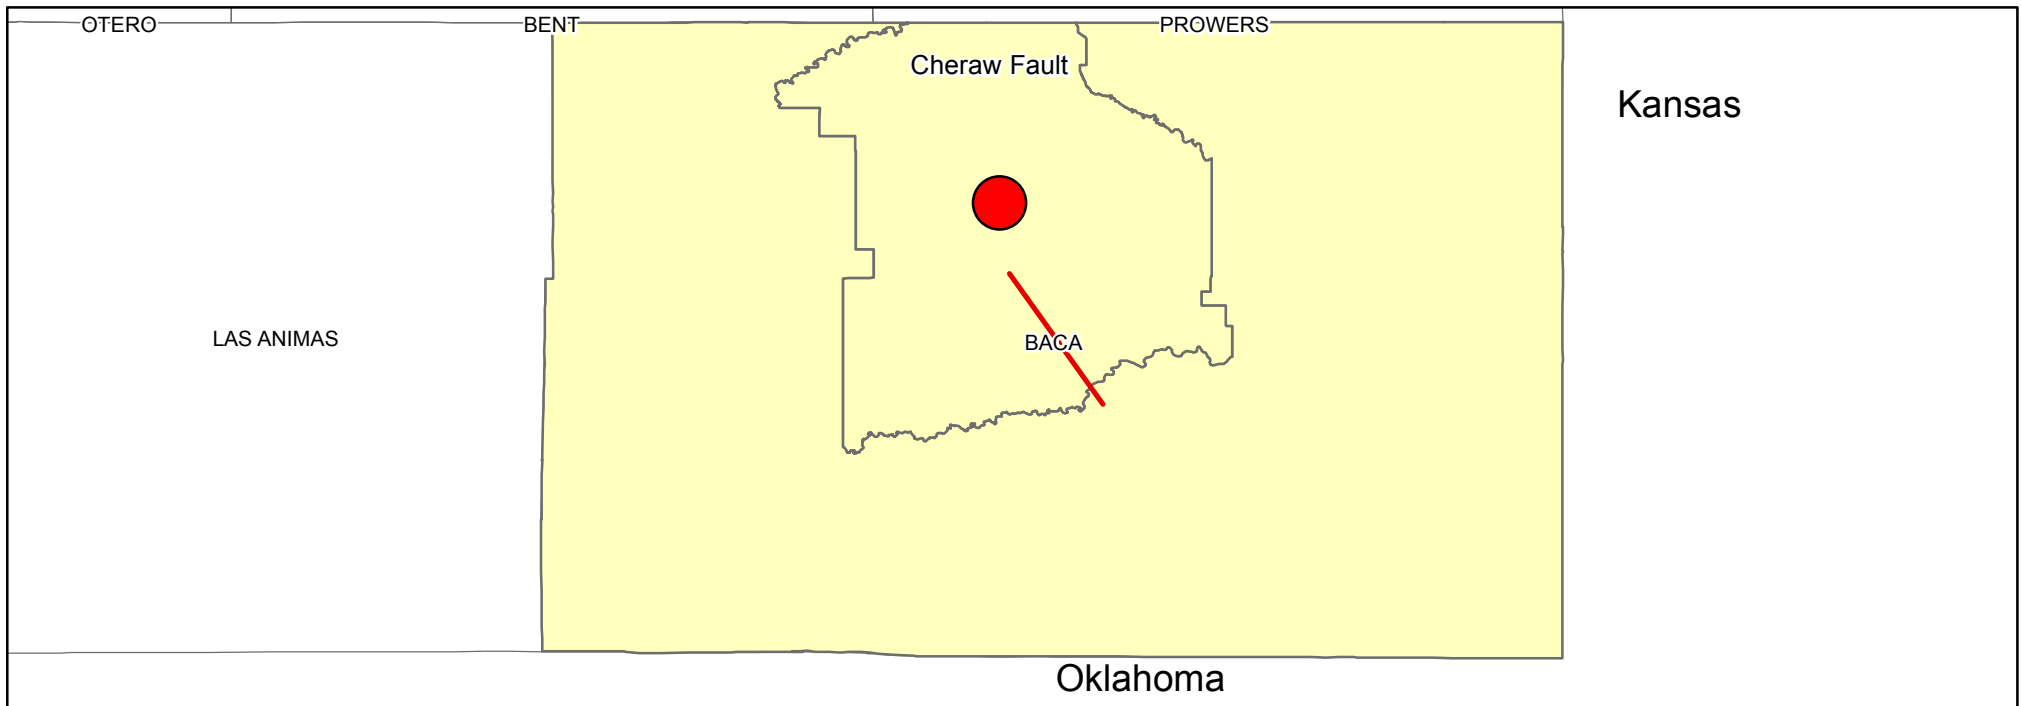 OTERO
BENT
PROWERS
Cheraw Fault
Kansas
LAS ANIMAS
BACA
Oklahoma